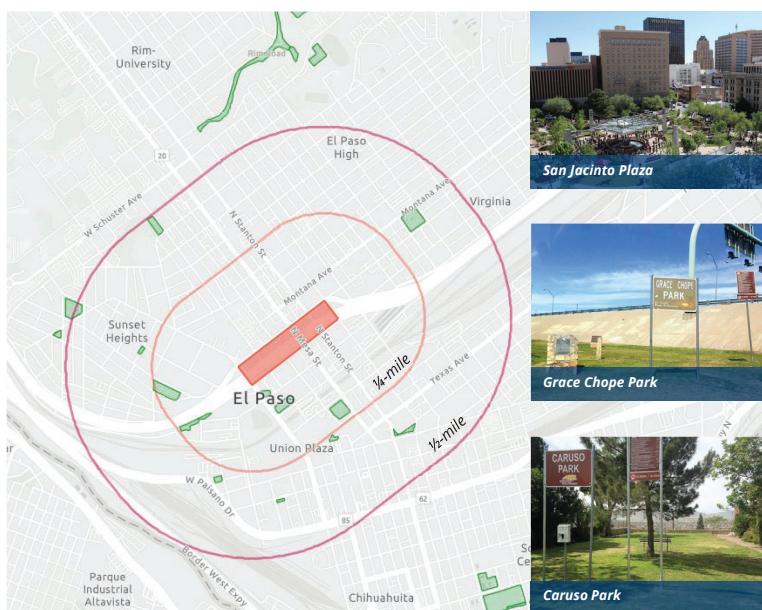 Rim-
University
Rim Road
El Paso
High
20
W Schuster Ave
N Stanton St
Montana Ave
Virginia
Montana Ave
Sunset
Heights
N Mesa St
N Stanton St
¼-mile
Texas Ave
El Paso
½-mile
Union Plaza
W Paisano Dr
62
85
Border West Expy
Parque
Industrial
Altavista
Chihuahuita
San Jacinto Plaza
GRACE CHOPE
PARK
Grace Chope Park
CARUSO
PARK
Caruso Park